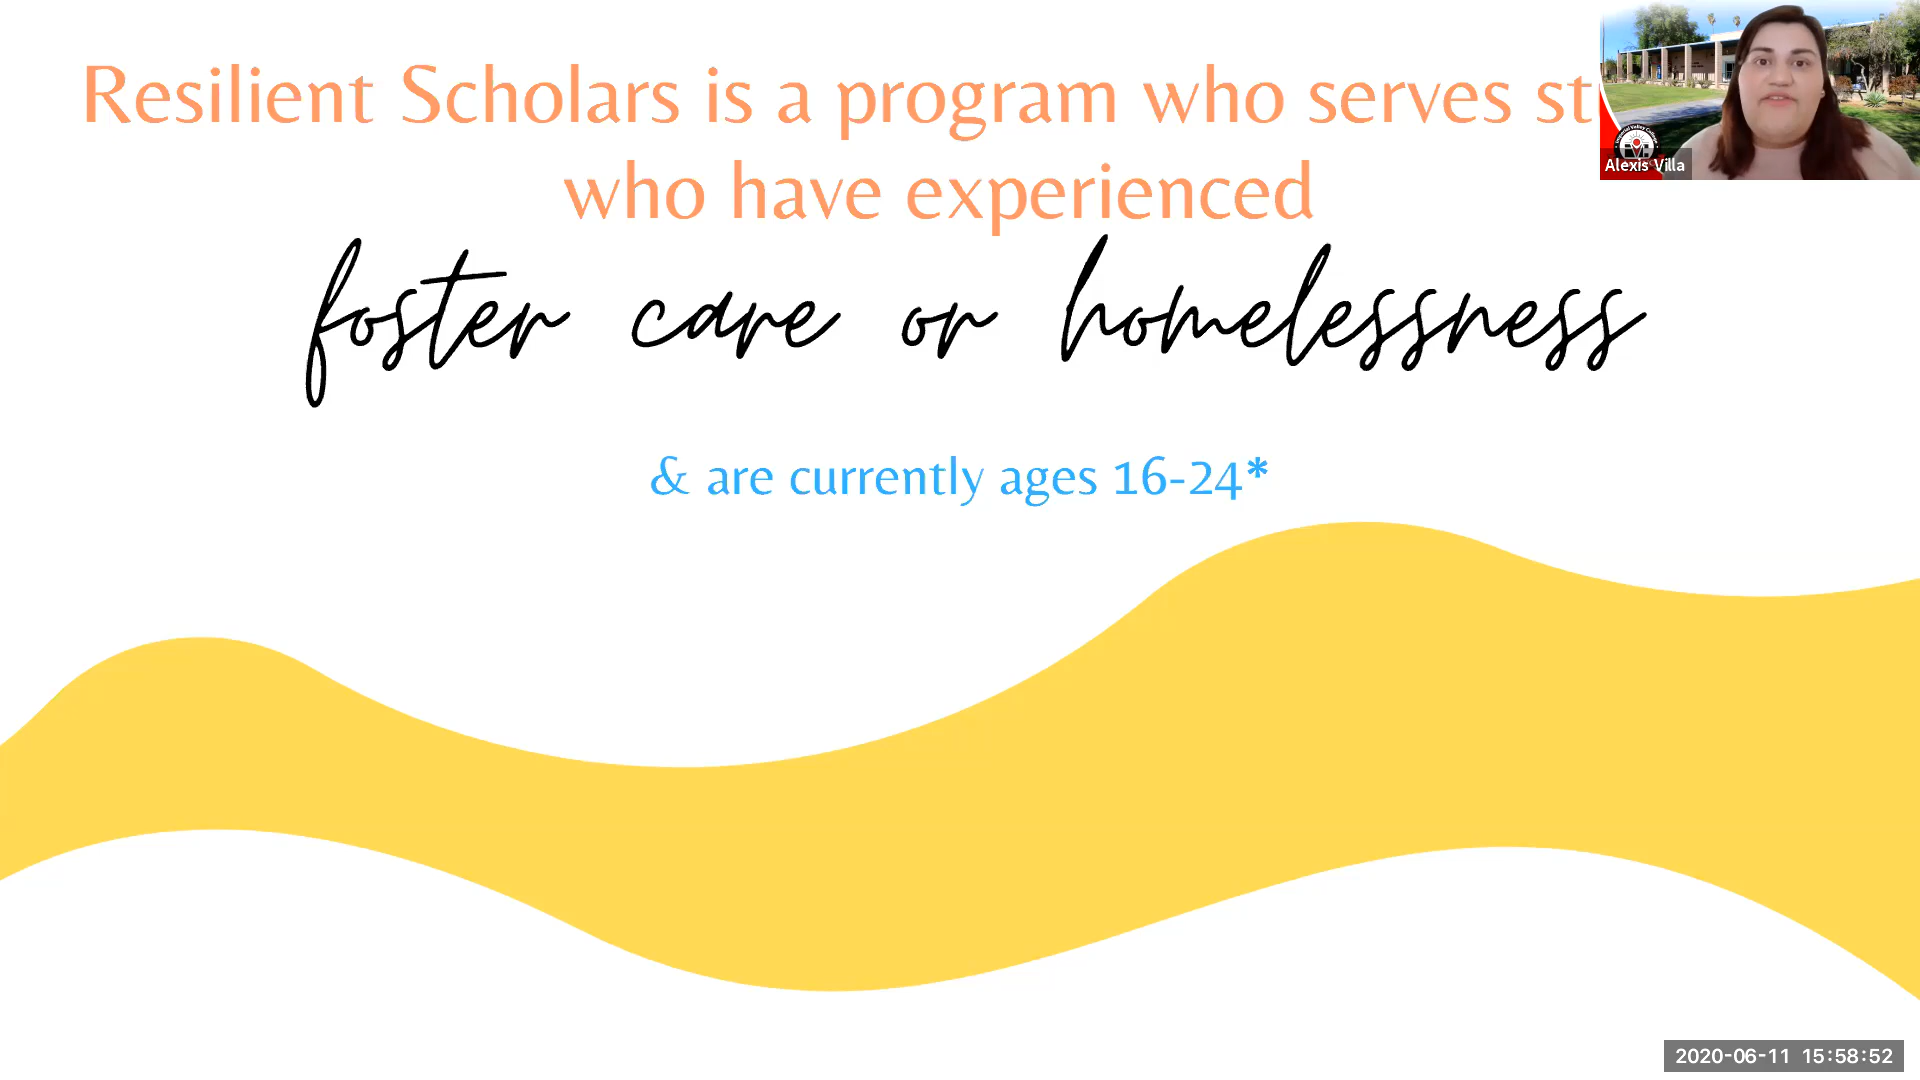 Resilient Scholars is a program who serves st
who have experienced
foster care or homelessness
& are currently ages 16-24*
Alexis Villa
2020-06-11 15:58:52